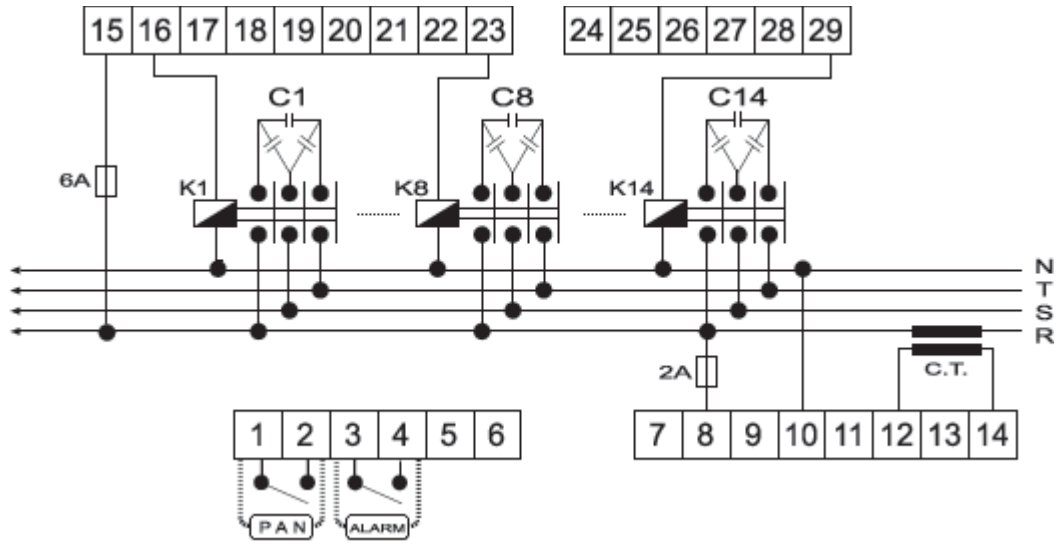 15 16 17 18 19 20 21 22 23 24 25 26 27 28 29
C1 C8 C14
6A
K1 K8 K14
N
T
S
R
2A C.T.
1 2 3 4 5 6 7 8 9 10 11 12 13 14
PAN ALARM